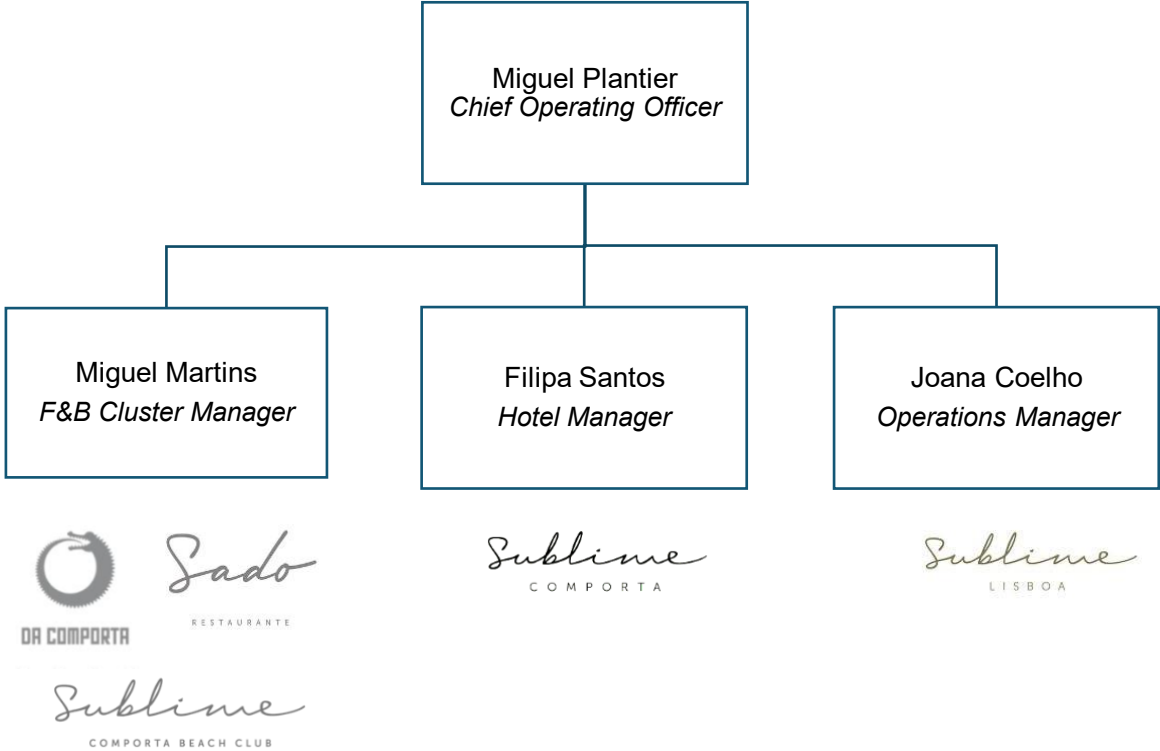 Miguel Plantier
Chief Operating Officer
Miguel Martins
F&B Cluster Manager
Filipa Santos
Hotel Manager
Joana Coelho
Operations Manager
DA COMPORTA
Sado
RESTAURANTE
Sublime
COMPORTA BEACH CLUB
Sublime
COMPORTA
Sublime
LISBOA